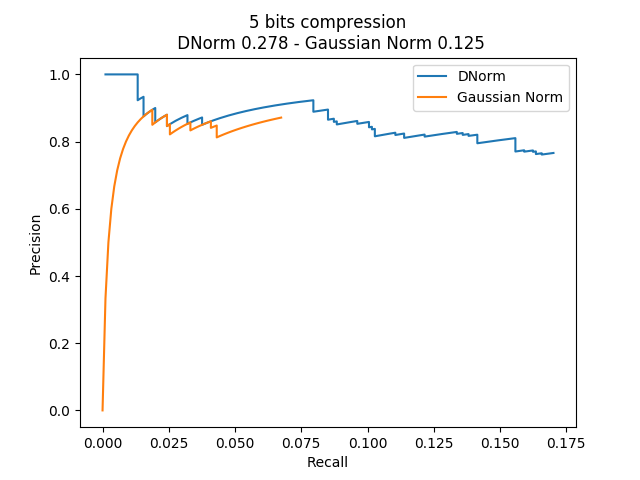 5 bits compression
DNorm 0.278 - Gaussian Norm 0.125
DNorm
Gaussian Norm
1.0
0.8
0.6
0.4
0.2
0.0
Precision
0.000 0.025 0.050 0.075 0.100 0.125 0.150 0.175
Recall